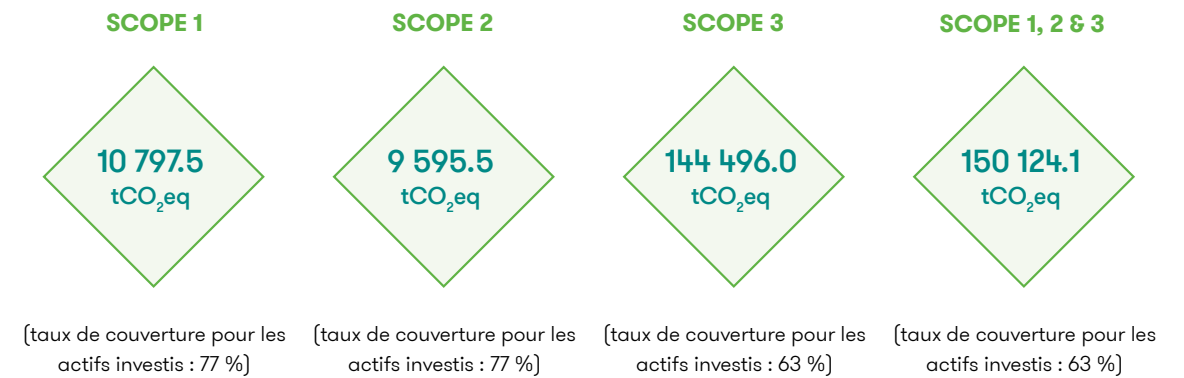 SCOPE 1
10 797.5
tCO₂eq
(taux de couverture pour les
actifs investis : 77 %)
SCOPE 2
9 595.5
tCO₂eq
(taux de couverture pour les
actifs investis : 77 %)
SCOPE 3
144 496.0
tCO₂eq
(taux de couverture pour les
actifs investis : 63 %)
SCOPE 1, 2 & 3
150 124.1
tCO₂eq
(taux de couverture pour les
actifs investis : 63 %)